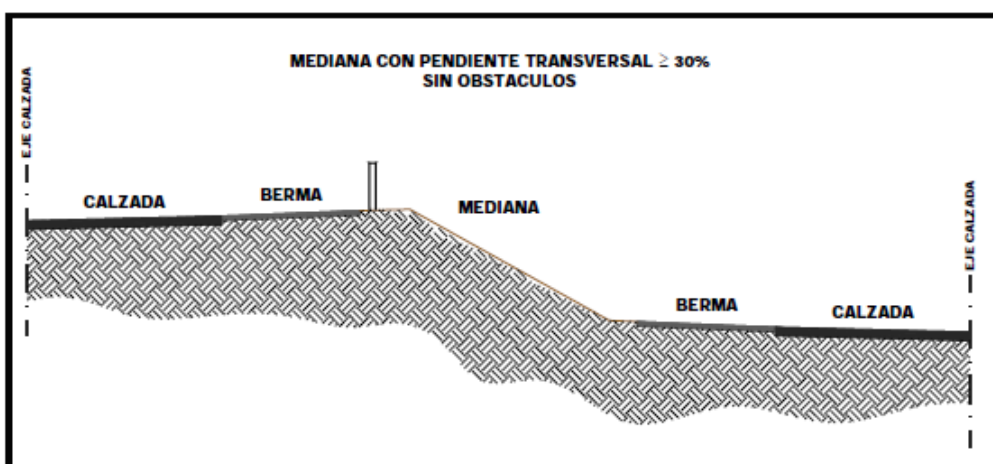 MEDIANA CON PENDIENTE TRANSVERSAL ≥ 30%
SIN OBSTACULOS
EJE CALZADA
CALZADA
BERMA
MEDIANA
BERMA
CALZADA
EJE CALZADA